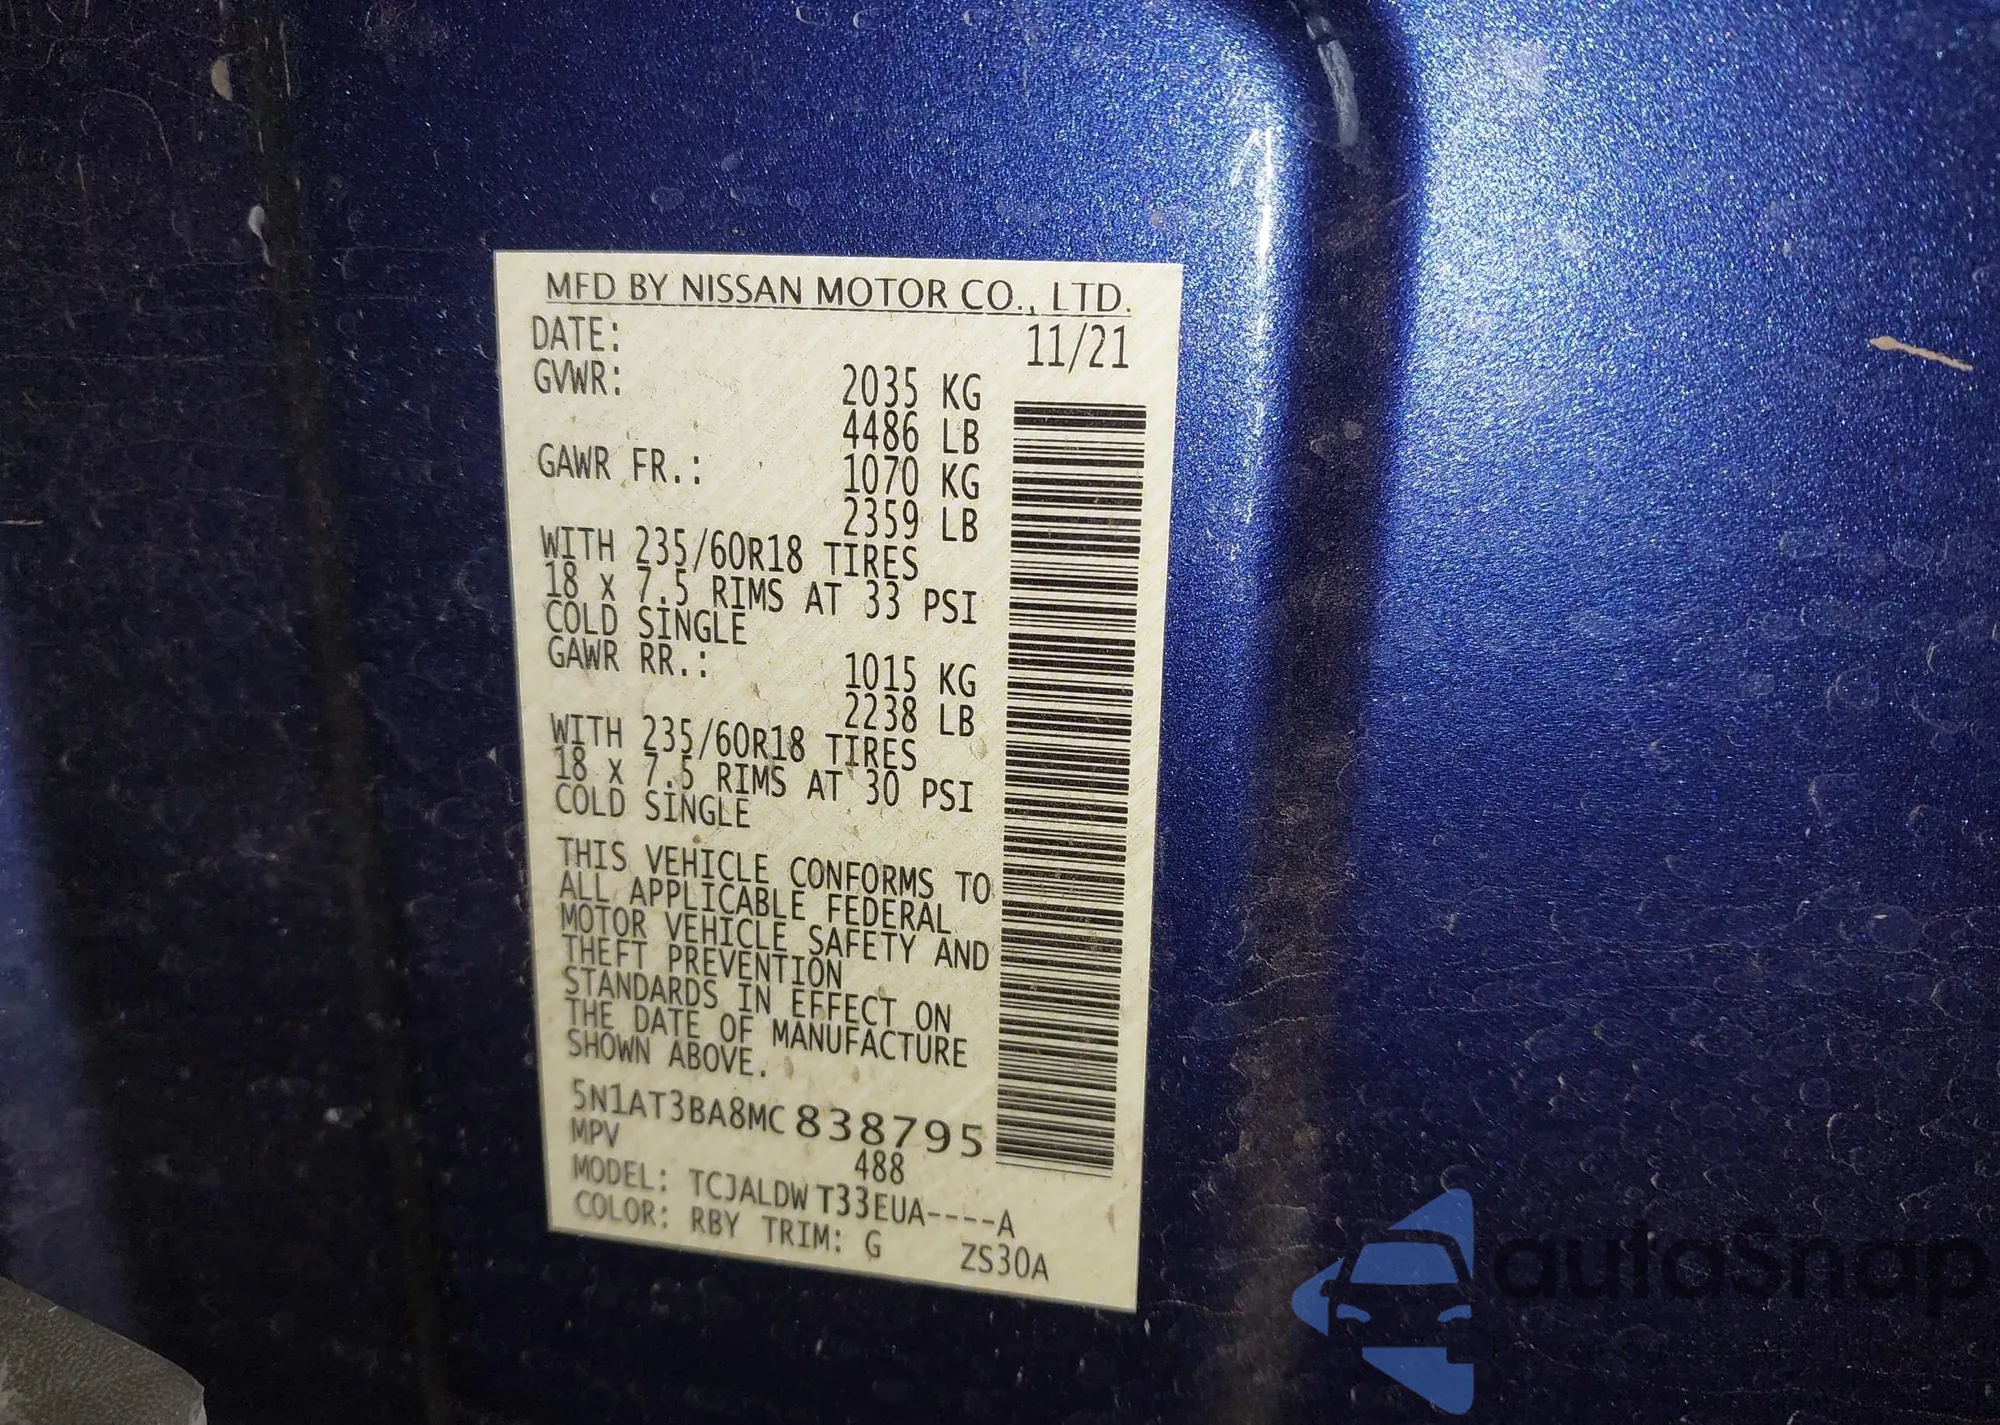 MFD BY NISSAN MOTOR CO., LTD.
DATE: 11/21
GVWR: 2035 KG
4486 LB
GAWR FR.: 1070 KG
2359 LB
WITH 235/60R18 TIRES
18 x 7.5 RIMS AT 33 PSI
COLD SINGLE
GAWR RR.: 1015 KG
2238 LB
WITH 235/60R18 TIRES
18 x 7.5 RIMS AT 30 PSI
COLD SINGLE
THIS VEHICLE CONFORMS TO
ALL APPLICABLE FEDERAL
MOTOR VEHICLE SAFETY AND
THEFT PREVENTION
STANDARDS IN EFFECT ON
THE DATE OF MANUFACTURE
SHOWN ABOVE.
5N1AT3BA8MC838795
MPV 488
MODEL: TCJALDW T33EUA----A
COLOR: RBY TRIM: G ZS30A
autoSnap